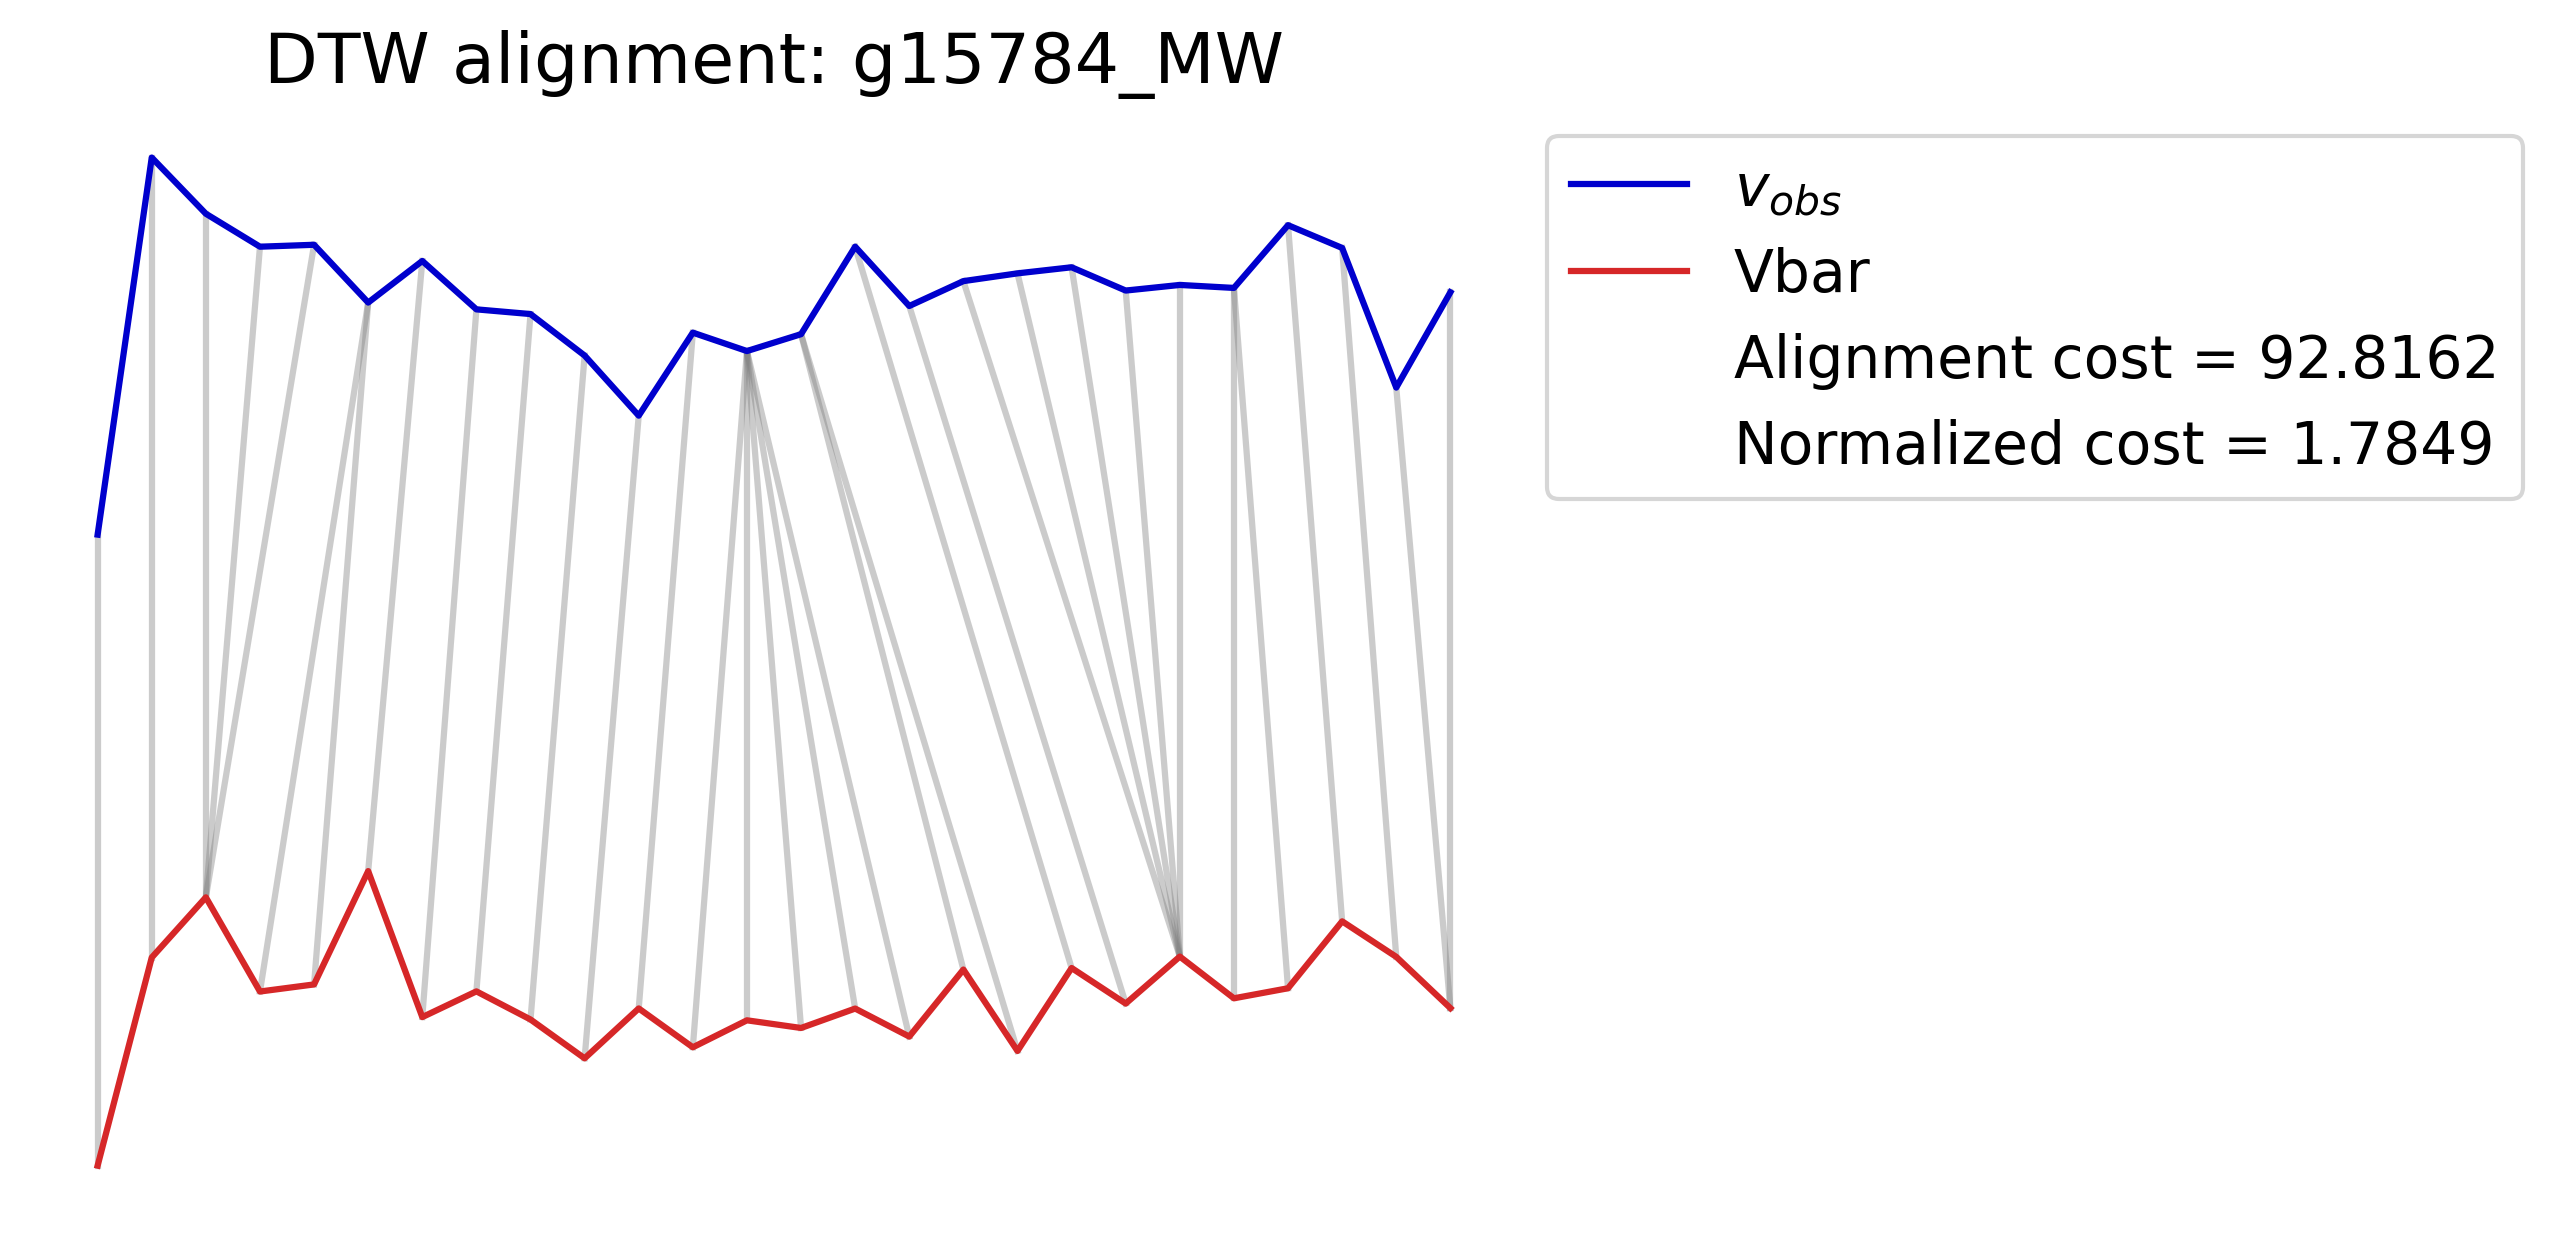 DTW alignment: g15784_MW
v_obs
Vbar
Alignment cost = 92.8162
Normalized cost = 1.7849